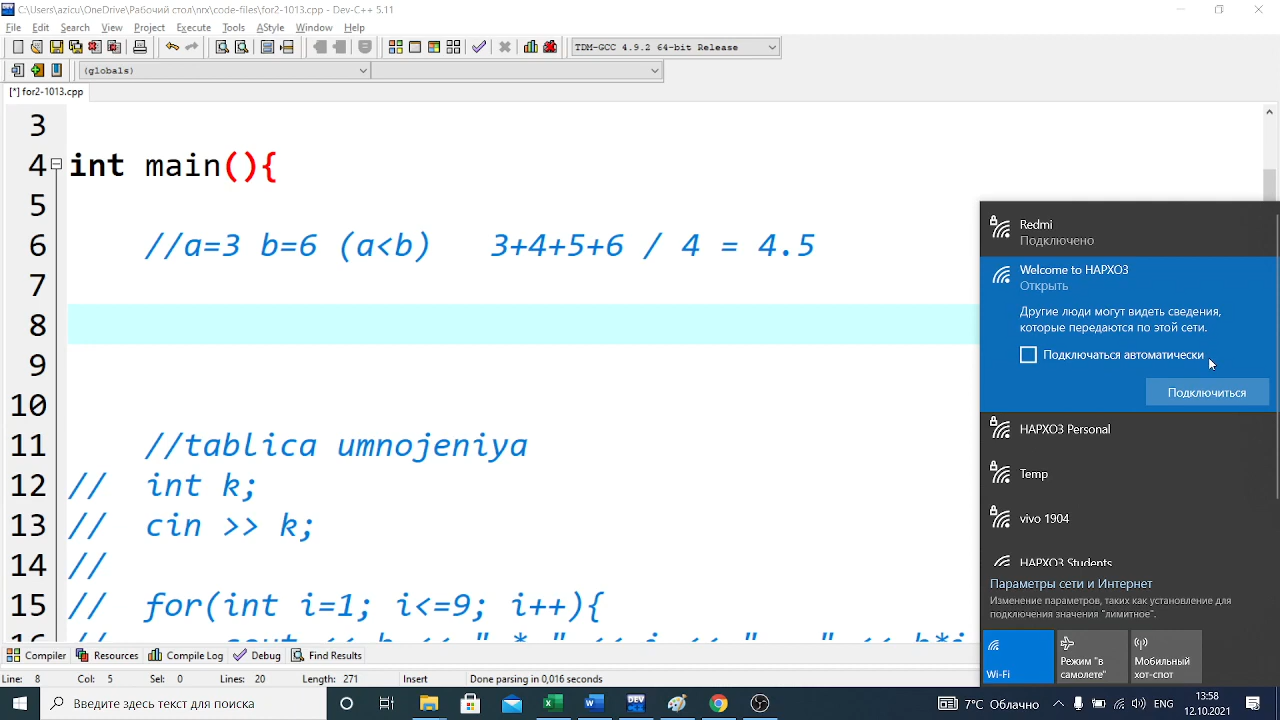 C:\Users\azicu\OneDrive\Рабочий стол\nrx\code-files\for2-1013.cpp - Dev-C++ 5.11
File Edit Search View Project Execute Tools AStyle Window Help
TDM-GCC 4.9.2 64-bit Release
(globals)
[*] for2-1013.cpp
3
4 int main(){
5
6 //a=3 b=6 (a<b) 3+4+5+6 / 4 = 4.5
7
8
9
10
11 //tablica umnojeniya
12 // int k;
13 // cin >> k;
14 //
15 // for(int i=1; i<=9; i++){
Redmi
Подключено
Welcome to НАРХОЗ
Открыть
Другие люди могут видеть сведения,
которые передаются по этой сети.
Подключаться автоматически
Подключиться
НАРХОЗ Personal
Temp
vivo 1904
НАРХОЗ Students
Параметры сети и Интернет
Изменение параметров, таких как установление для
подключения значения "лимитное".
Wi-Fi
Режим "в
самолете"
Мобильный
хот-спот
Compiler Resources Compile Log Debug Find Results
Line: 8 Col: 5 Sel: 0 Lines: 20 Length: 271 Insert Done parsing in 0,016 seconds
Введите здесь текст для поиска
7°C Облачно ENG
13:58
12.10.2021